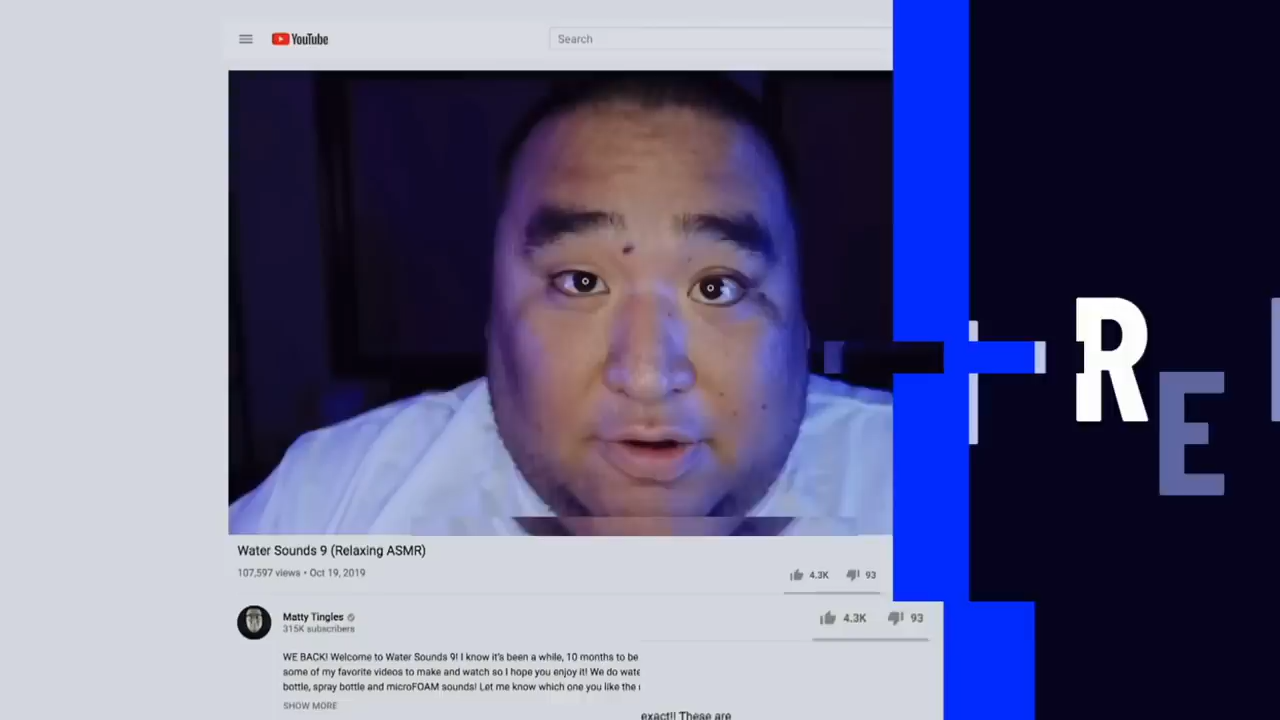 YouTube
Search
RE
Water Sounds 9 (Relaxing ASMR)
107,597 views • Oct 19, 2019
4.3K 93
Matty Tingles
315K subscribers
4.3K 93
WE BACK! Welcome to Water Sounds 9! I know it's been a while, 10 months to be
some of my favorite videos to make and watch so I hope you enjoy it! We do wate
bottle, spray bottle and microFOAM sounds! Let me know which one you like the
SHOW MORE
exact!! These are